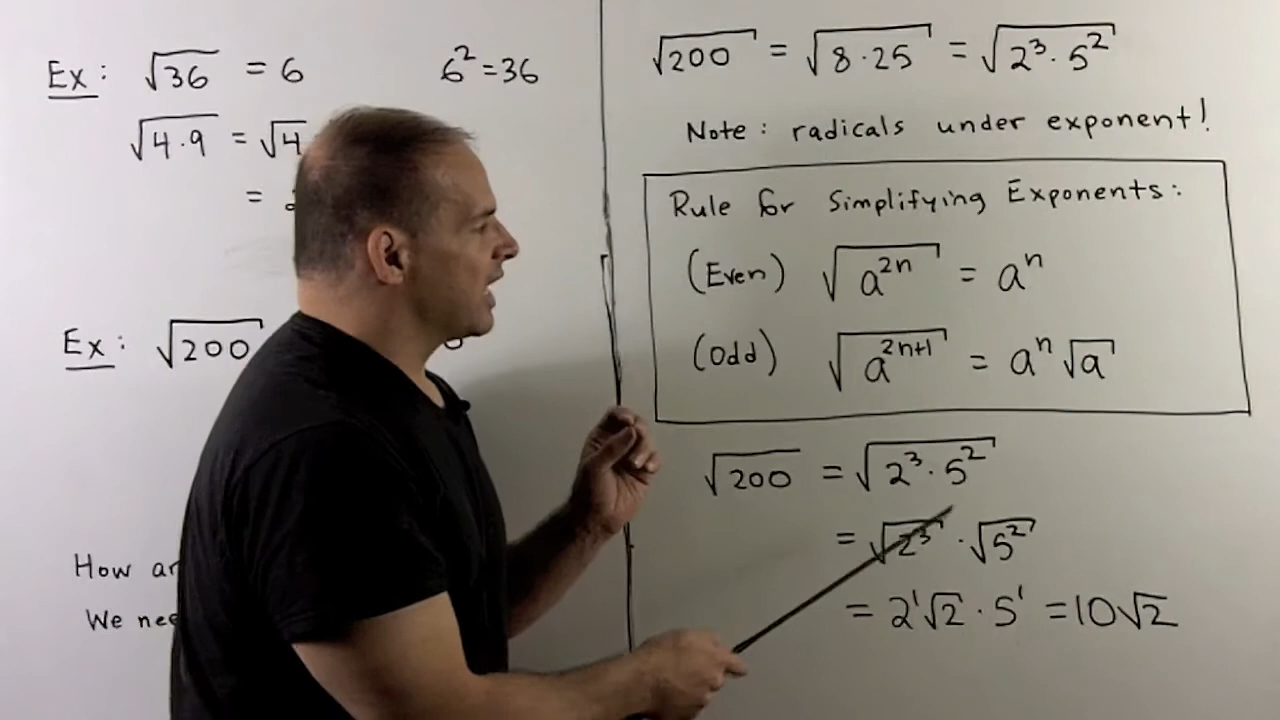 Ex: √36 = 6 6² = 36
√4·9 = √4
=
Ex: √200
How
We
√200 = √8·25 = √2³·5²
Note: radicals under exponent!
Rule for Simplifying Exponents:
(Even) √a²ⁿ = aⁿ
(Odd) √a²ⁿ⁺¹ = aⁿ√a
√200 = √2³·5²
= √2³ · √5²
= 2¹√2 · 5¹ = 10√2